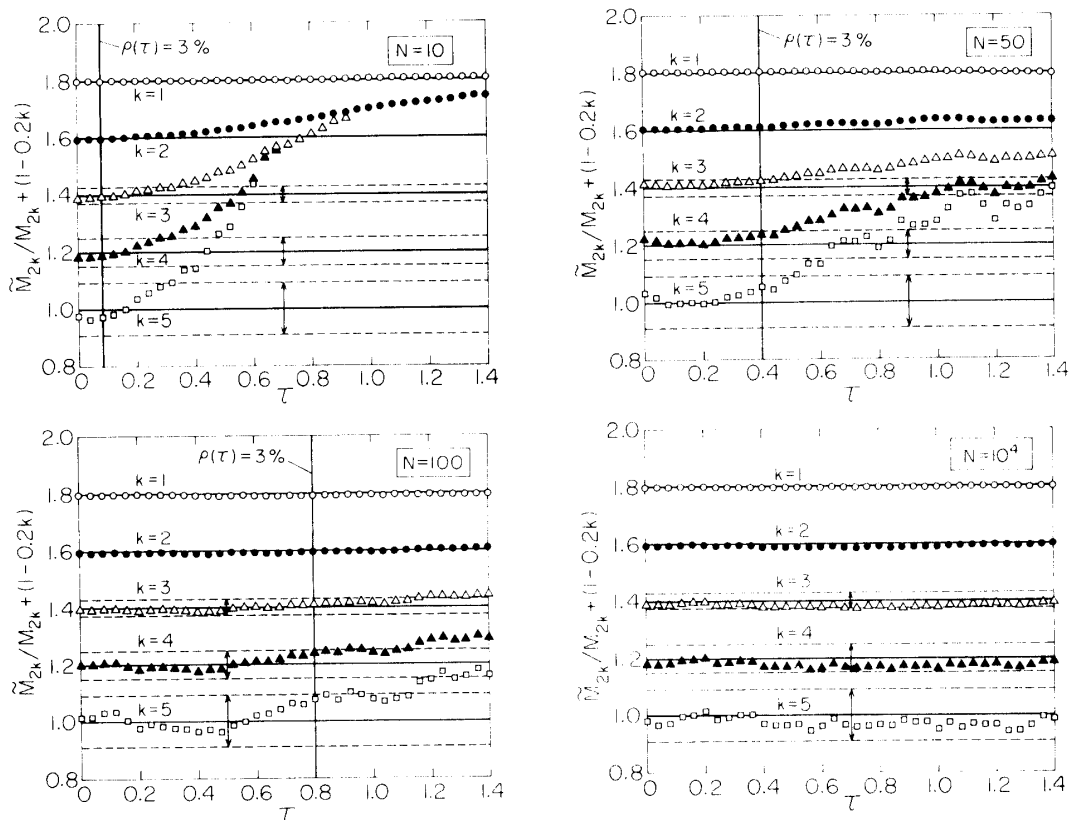 2.0
1.8
1.6
1.4
1.2
1.0
0.8
M̃₂ₖ/M₂ₖ + (1 − 0.2k)
ρ(τ) = 3 %
N = 10
k = 1
k = 2
k = 3
k = 4
k = 5
0 0.2 0.4 0.6 0.8 1.0 1.2 1.4
τ
2.0
1.8
1.6
1.4
1.2
1.0
0.8
M̃₂ₖ/M₂ₖ + (1 − 0.2k)
ρ(τ) = 3 %
N = 50
k = 1
k = 2
k = 3
k = 4
k = 5
0 0.2 0.4 0.6 0.8 1.0 1.2 1.4
τ
2.0
1.8
1.6
1.4
1.2
1.0
0.8
M̃₂ₖ/M₂ₖ + (1 − 0.2k)
ρ(τ) = 3%
N = 100
k = 1
k = 2
k = 3
k = 4
k = 5
0 0.2 0.4 0.6 0.8 1.0 1.2 1.4
τ
2.0
1.8
1.6
1.4
1.2
1.0
0.8
M̃₂ₖ/M₂ₖ + (1 − 0.2k)
N = 10⁴
k = 1
k = 2
k = 3
k = 4
k = 5
0 0.2 0.4 0.6 0.8 1.0 1.2 1.4
τ